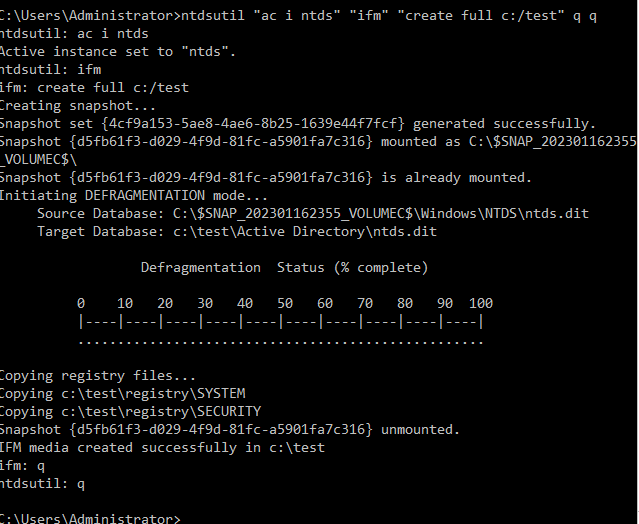 C:\Users\Administrator>ntdsutil "ac i ntds" "ifm" "create full c:/test" q q
ntdsutil: ac i ntds
Active instance set to "ntds".
ntdsutil: ifm
ifm: create full c:/test
Creating snapshot...
Snapshot set {4cf9a153-5ae8-4ae6-8b25-1639e44f7fcf} generated successfully.
Snapshot {d5fb61f3-d029-4f9d-81fc-a5901fa7c316} mounted as C:\$SNAP_202301162355
_VOLUMEC$\
Snapshot {d5fb61f3-d029-4f9d-81fc-a5901fa7c316} is already mounted.
Initiating DEFRAGMENTATION mode...
     Source Database: C:\$SNAP_202301162355_VOLUMEC$\Windows\NTDS\ntds.dit
     Target Database: c:\test\Active Directory\ntds.dit
                  Defragmentation  Status (% complete)
          0    10   20   30   40   50   60   70   80   90  100
          |----|----|----|----|----|----|----|----|----|----|
          ...................................................
Copying registry files...
Copying c:\test\registry\SYSTEM
Copying c:\test\registry\SECURITY
Snapshot {d5fb61f3-d029-4f9d-81fc-a5901fa7c316} unmounted.
IFM media created successfully in c:\test
ifm: q
ntdsutil: q
C:\Users\Administrator>